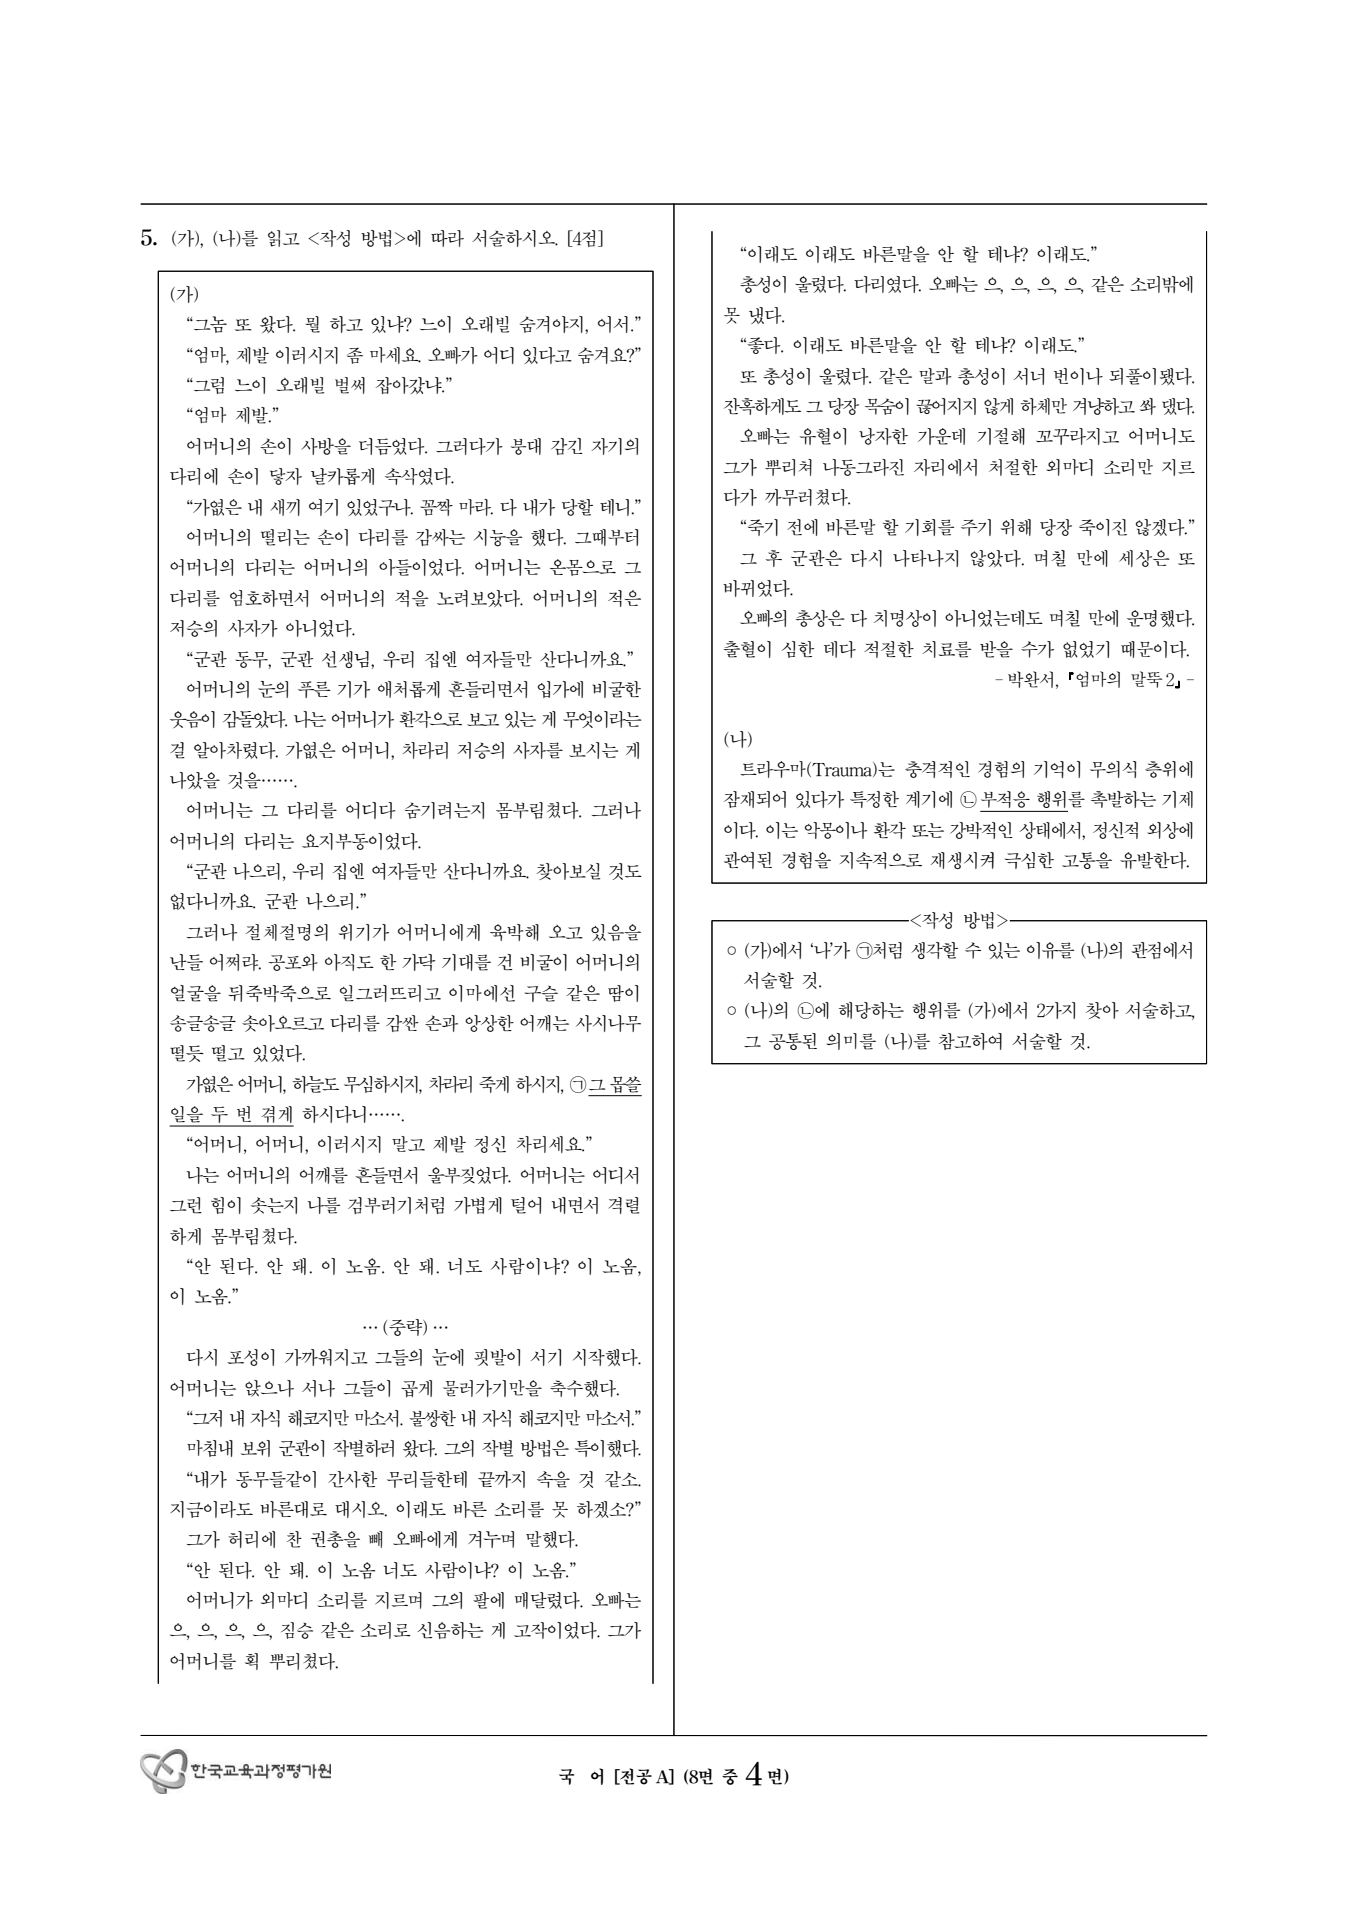 5. (가), (나)를 읽고 <작성 방법>에 따라 서술하시오. [4점]
(가)
“그놈 또 왔다. 뭘 하고 있냐? 느이 오래빌 숨겨야지, 어서.”
“엄마, 제발 이러시지 좀 마세요. 오빠가 어디 있다고 숨겨요?”
“그럼 느이 오래빌 벌써 잡아갔냐.”
“엄마 제발.”
어머니의 손이 사방을 더듬었다. 그러다가 붕대 감긴 자기의
다리에 손이 닿자 날카롭게 속삭였다.
“가엾은 내 새끼 여기 있었구나. 꼼짝 마라. 다 내가 당할 테니.”
어머니의 떨리는 손이 다리를 감싸는 시늉을 했다. 그때부터
어머니의 다리는 어머니의 아들이었다. 어머니는 온몸으로 그
다리를 엄호하면서 어머니의 적을 노려보았다. 어머니의 적은
저승의 사자가 아니었다.
“군관 동무, 군관 선생님, 우리 집엔 여자들만 산다니까요.”
어머니의 눈의 푸른 기가 애처롭게 흔들리면서 입가에 비굴한
웃음이 감돌았다. 나는 어머니가 환각으로 보고 있는 게 무엇이라는
걸 알아차렸다. 가엾은 어머니, 차라리 저승의 사자를 보시는 게
나았을 것을…….
어머니는 그 다리를 어디다 숨기려는지 몸부림쳤다. 그러나
어머니의 다리는 요지부동이었다.
“군관 나으리, 우리 집엔 여자들만 산다니까요. 찾아보실 것도
없다니까요. 군관 나으리.”
그러나 절체절명의 위기가 어머니에게 육박해 오고 있음을
난들 어쩌랴. 공포와 아직도 한 가닥 기대를 건 비굴이 어머니의
얼굴을 뒤죽박죽으로 일그러뜨리고 이마에선 구슬 같은 땀이
송글송글 솟아오르고 다리를 감싼 손과 앙상한 어깨는 사시나무
떨듯 떨고 있었다.
가엾은 어머니, 하늘도 무심하시지, 차라리 죽게 하시지, ㉠그 몹쓸
일을 두 번 겪게 하시다니…….
“어머니, 어머니, 이러시지 말고 제발 정신 차리세요.”
나는 어머니의 어깨를 흔들면서 울부짖었다. 어머니는 어디서
그런 힘이 솟는지 나를 검부러기처럼 가볍게 털어 내면서 격렬
하게 몸부림쳤다.
“안 된다. 안 돼. 이 노옴. 안 돼. 너도 사람이냐? 이 노옴,
이 노옴.”
… (중략) …
다시 포성이 가까워지고 그들의 눈에 핏발이 서기 시작했다.
어머니는 앉으나 서나 그들이 곱게 물러가기만을 축수했다.
“그저 내 자식 해코지만 마소서. 불쌍한 내 자식 해코지만 마소서.”
마침내 보위 군관이 작별하러 왔다. 그의 작별 방법은 특이했다.
“내가 동무들같이 간사한 무리들한테 끝까지 속을 것 같소.
지금이라도 바른대로 대시오. 이래도 바른 소리를 못 하겠소?”
그가 허리에 찬 권총을 빼 오빠에게 겨누며 말했다.
“안 된다. 안 돼. 이 노옴 너도 사람이냐? 이 노옴.”
어머니가 외마디 소리를 지르며 그의 팔에 매달렸다. 오빠는
으, 으, 으, 으, 짐승 같은 소리로 신음하는 게 고작이었다. 그가
어머니를 획 뿌리쳤다.
“이래도 이래도 바른말을 안 할 테냐? 이래도.”
총성이 울렸다. 다리였다. 오빠는 으, 으, 으, 으, 같은 소리밖에
못 냈다.
“좋다. 이래도 바른말을 안 할 테냐? 이래도.”
또 총성이 울렸다. 같은 말과 총성이 서너 번이나 되풀이됐다.
잔혹하게도 그 당장 목숨이 끊어지지 않게 하체만 겨냥하고 쏴 댔다.
오빠는 유혈이 낭자한 가운데 기절해 꼬꾸라지고 어머니도
그가 뿌리쳐 나동그라진 자리에서 처절한 외마디 소리만 지르
다가 까무러쳤다.
“죽기 전에 바른말 할 기회를 주기 위해 당장 죽이진 않겠다.”
그 후 군관은 다시 나타나지 않았다. 며칠 만에 세상은 또
바뀌었다.
오빠의 총상은 다 치명상이 아니었는데도 며칠 만에 운명했다.
출혈이 심한 데다 적절한 치료를 받을 수가 없었기 때문이다.
- 박완서, 『엄마의 말뚝 2』 -
(나)
트라우마(Trauma)는 충격적인 경험의 기억이 무의식 층위에
잠재되어 있다가 특정한 계기에 ㉡부적응 행위를 촉발하는 기제
이다. 이는 악몽이나 환각 또는 강박적인 상태에서, 정신적 외상에
관여된 경험을 지속적으로 재생시켜 극심한 고통을 유발한다.
<작성 방법>
○ (가)에서 ‘나’가 ㉠처럼 생각할 수 있는 이유를 (나)의 관점에서
서술할 것.
○ (나)의 ㉡에 해당하는 행위를 (가)에서 2가지 찾아 서술하고,
그 공통된 의미를 (나)를 참고하여 서술할 것.
한국교육과정평가원
국 어 [전공 A] (8면 중 4 면)